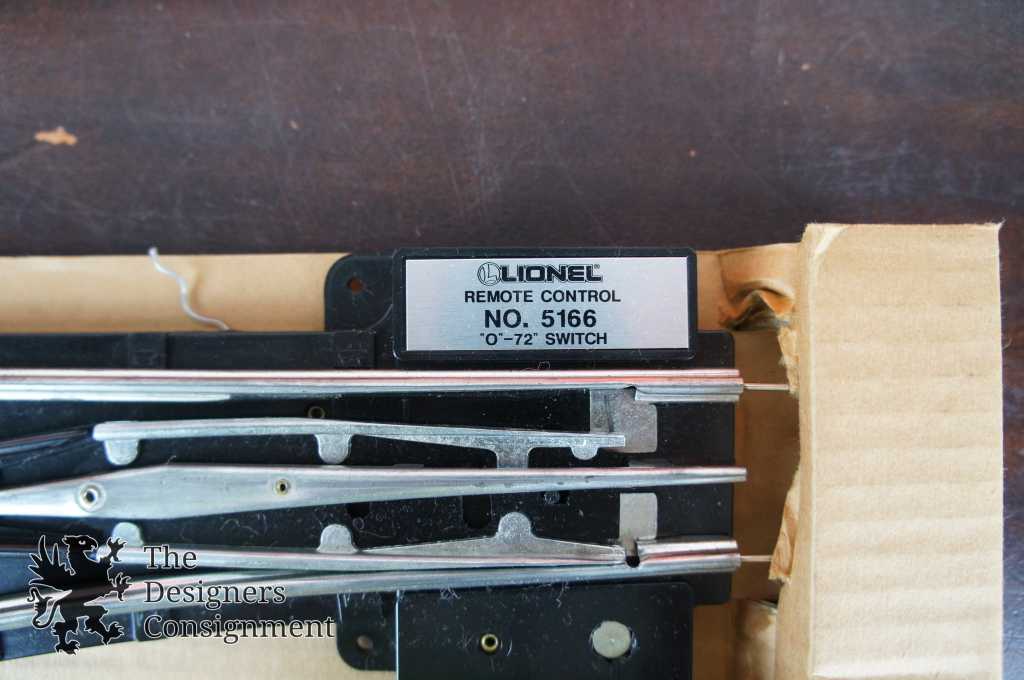 LIONEL®
REMOTE CONTROL
NO. 5166
"O"-72" SWITCH
The
Designers
Consignment